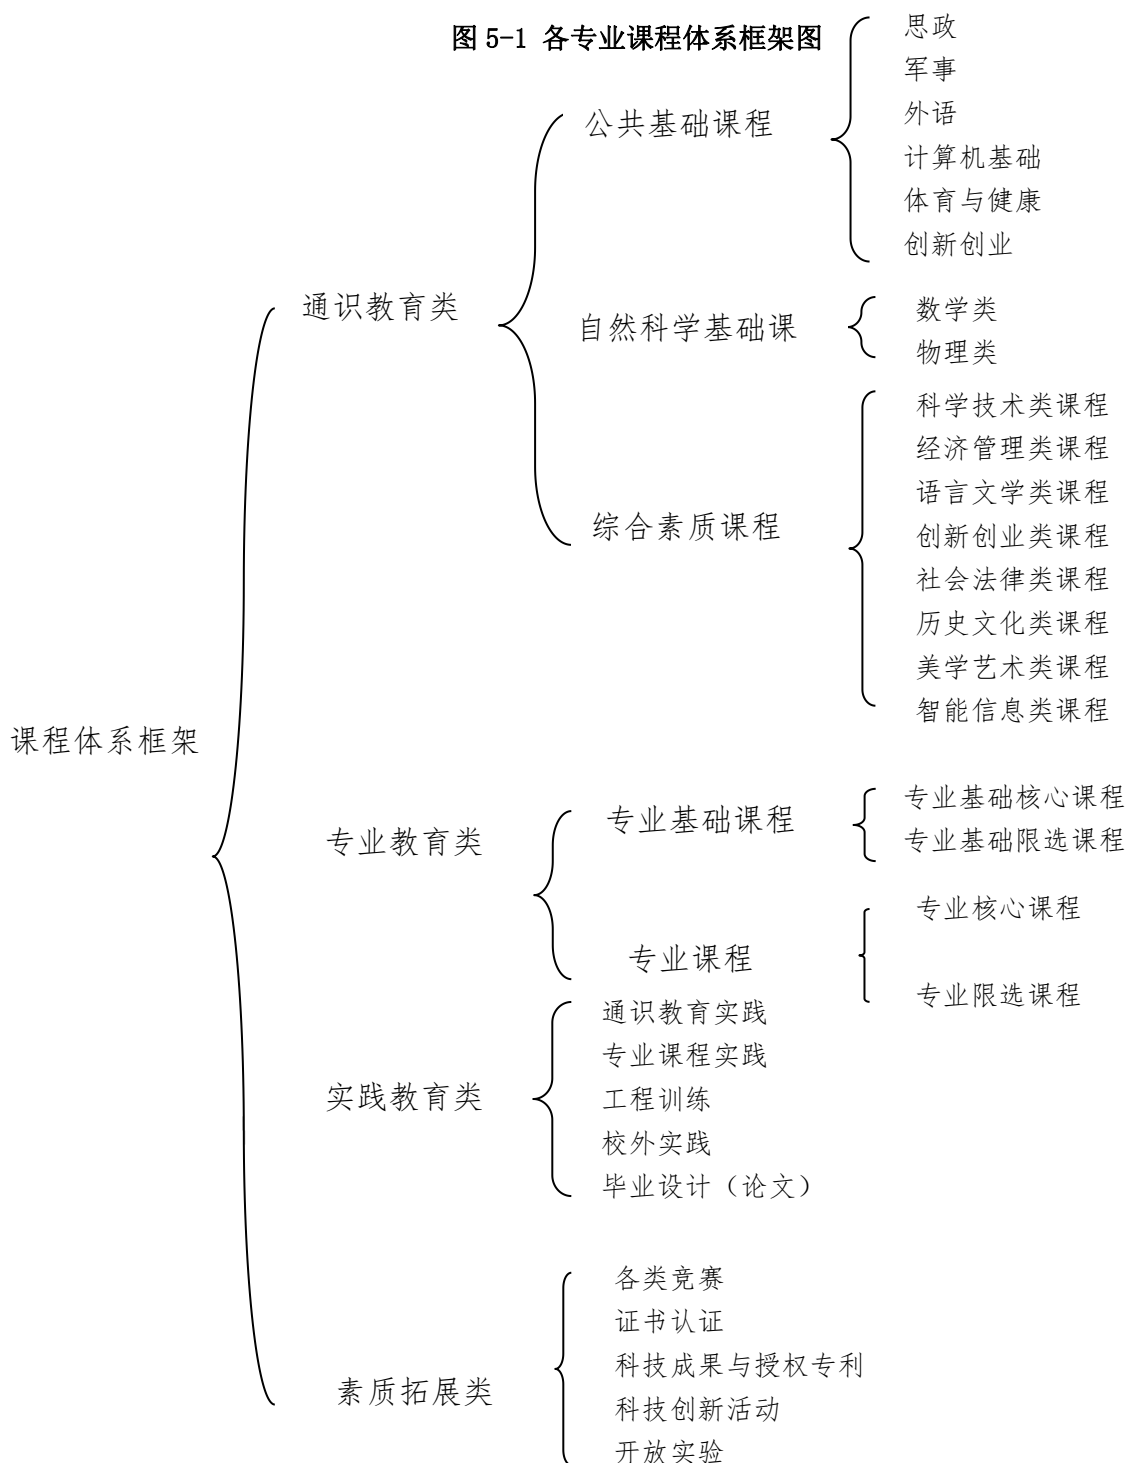 图 5-1 各专业课程体系框架图
课程体系框架
通识教育类
公共基础课程
思政
军事
外语
计算机基础
体育与健康
创新创业
自然科学基础课
数学类
物理类
综合素质课程
科学技术类课程
经济管理类课程
语言文学类课程
创新创业类课程
社会法律类课程
历史文化类课程
美学艺术类课程
智能信息类课程
专业教育类
专业基础课程
专业基础核心课程
专业基础限选课程
专业课程
专业核心课程
专业限选课程
实践教育类
通识教育实践
专业课程实践
工程训练
校外实践
毕业设计（论文）
素质拓展类
各类竞赛
证书认证
科技成果与授权专利
科技创新活动
开放实验